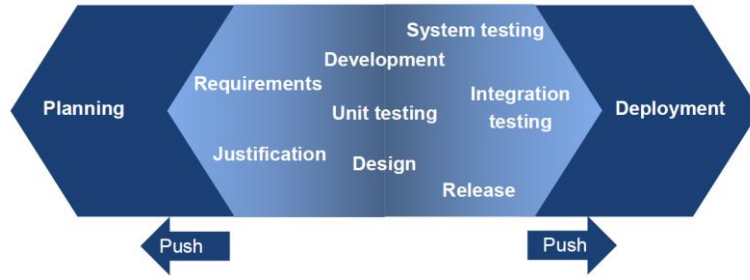 System testing
Development
Requirements
Planning
Unit testing
Integration
testing
Deployment
Justification
Design
Release
Push
Push